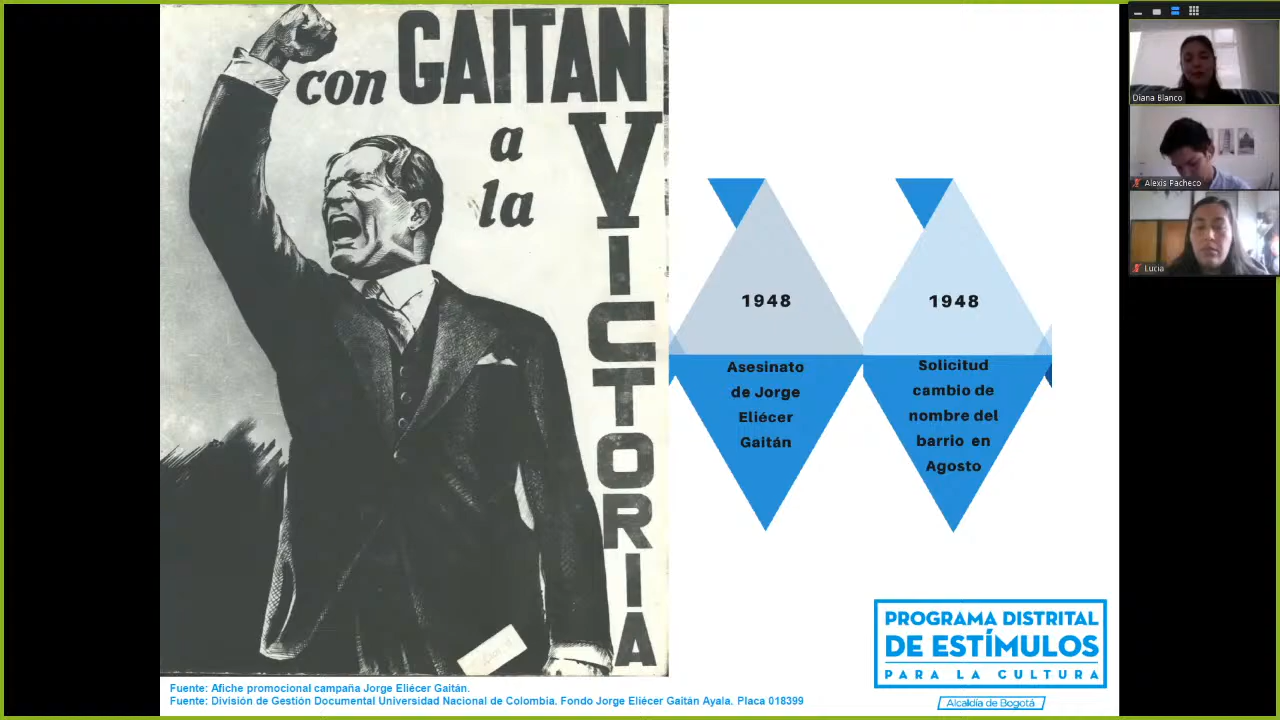 con GAITAN
a
la
VICTORIA
1948
Asesinato
de Jorge
Eliécer
Gaitán
1948
Solicitud
cambio de
nombre del
barrio en
Agosto
PROGRAMA DISTRITAL
DE ESTÍMULOS
PARA LA CULTURA
Alcaldía de Bogotá
Fuente: Afiche promocional campaña Jorge Eliécer Gaitán.
Fuente: División de Gestión Documental Universidad Nacional de Colombia. Fondo Jorge Eliécer Gaitán Ayala. Placa 018399
Diana Blanco
Alexis Pacheco
Lucia